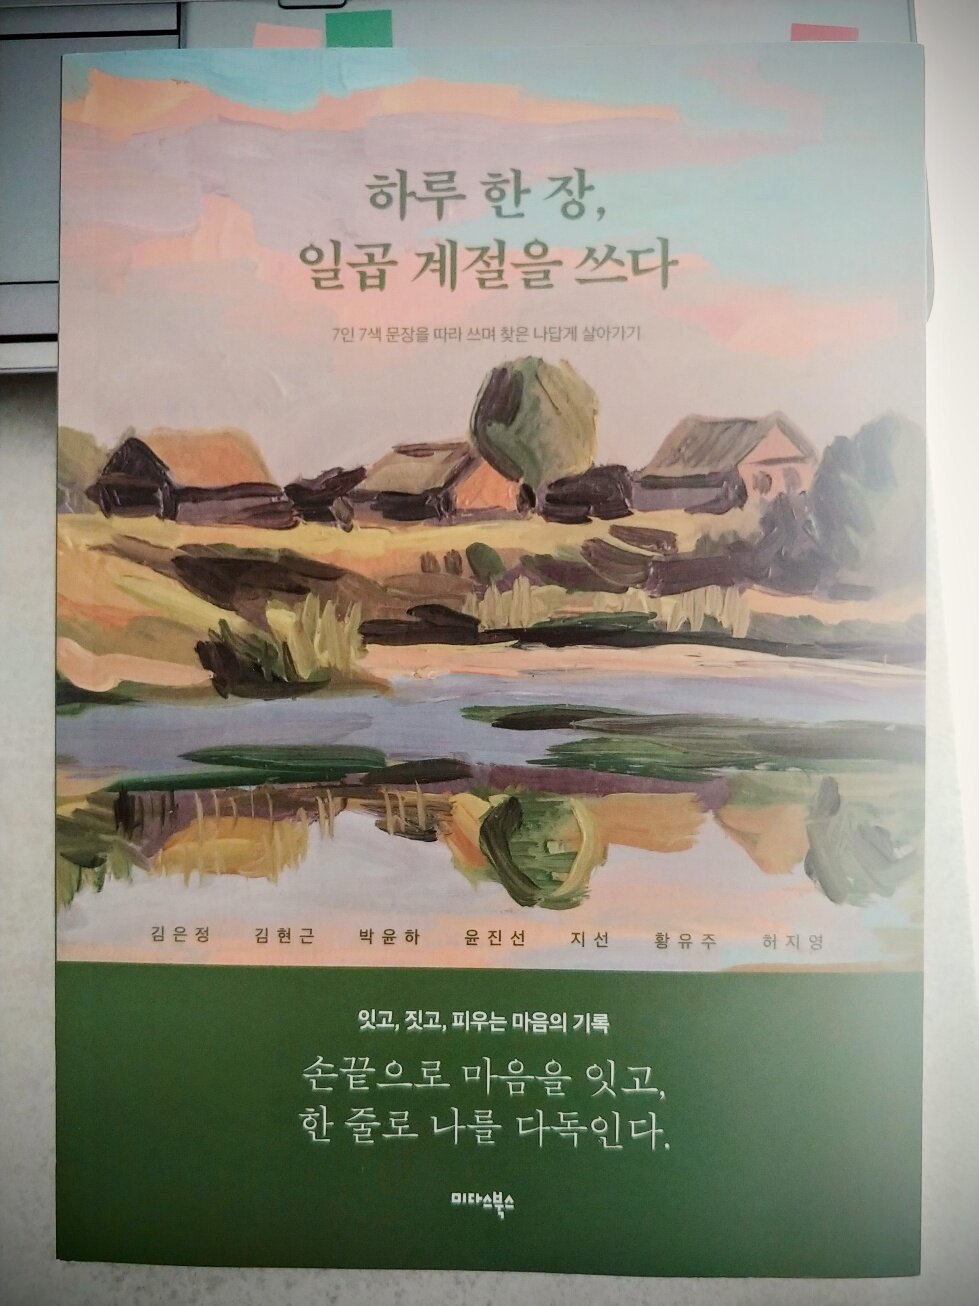 하루 한 장,
일곱 계절을 쓰다
7인 7색 문장을 따라 쓰며 찾은 나답게 살아가기
김은정 김현근 박윤하 윤진선 지선 황유주 허지영
잇고, 짓고, 피우는 마음의 기록
손끝으로 마음을 잇고,
한 줄로 나를 다독인다.
미다스북스